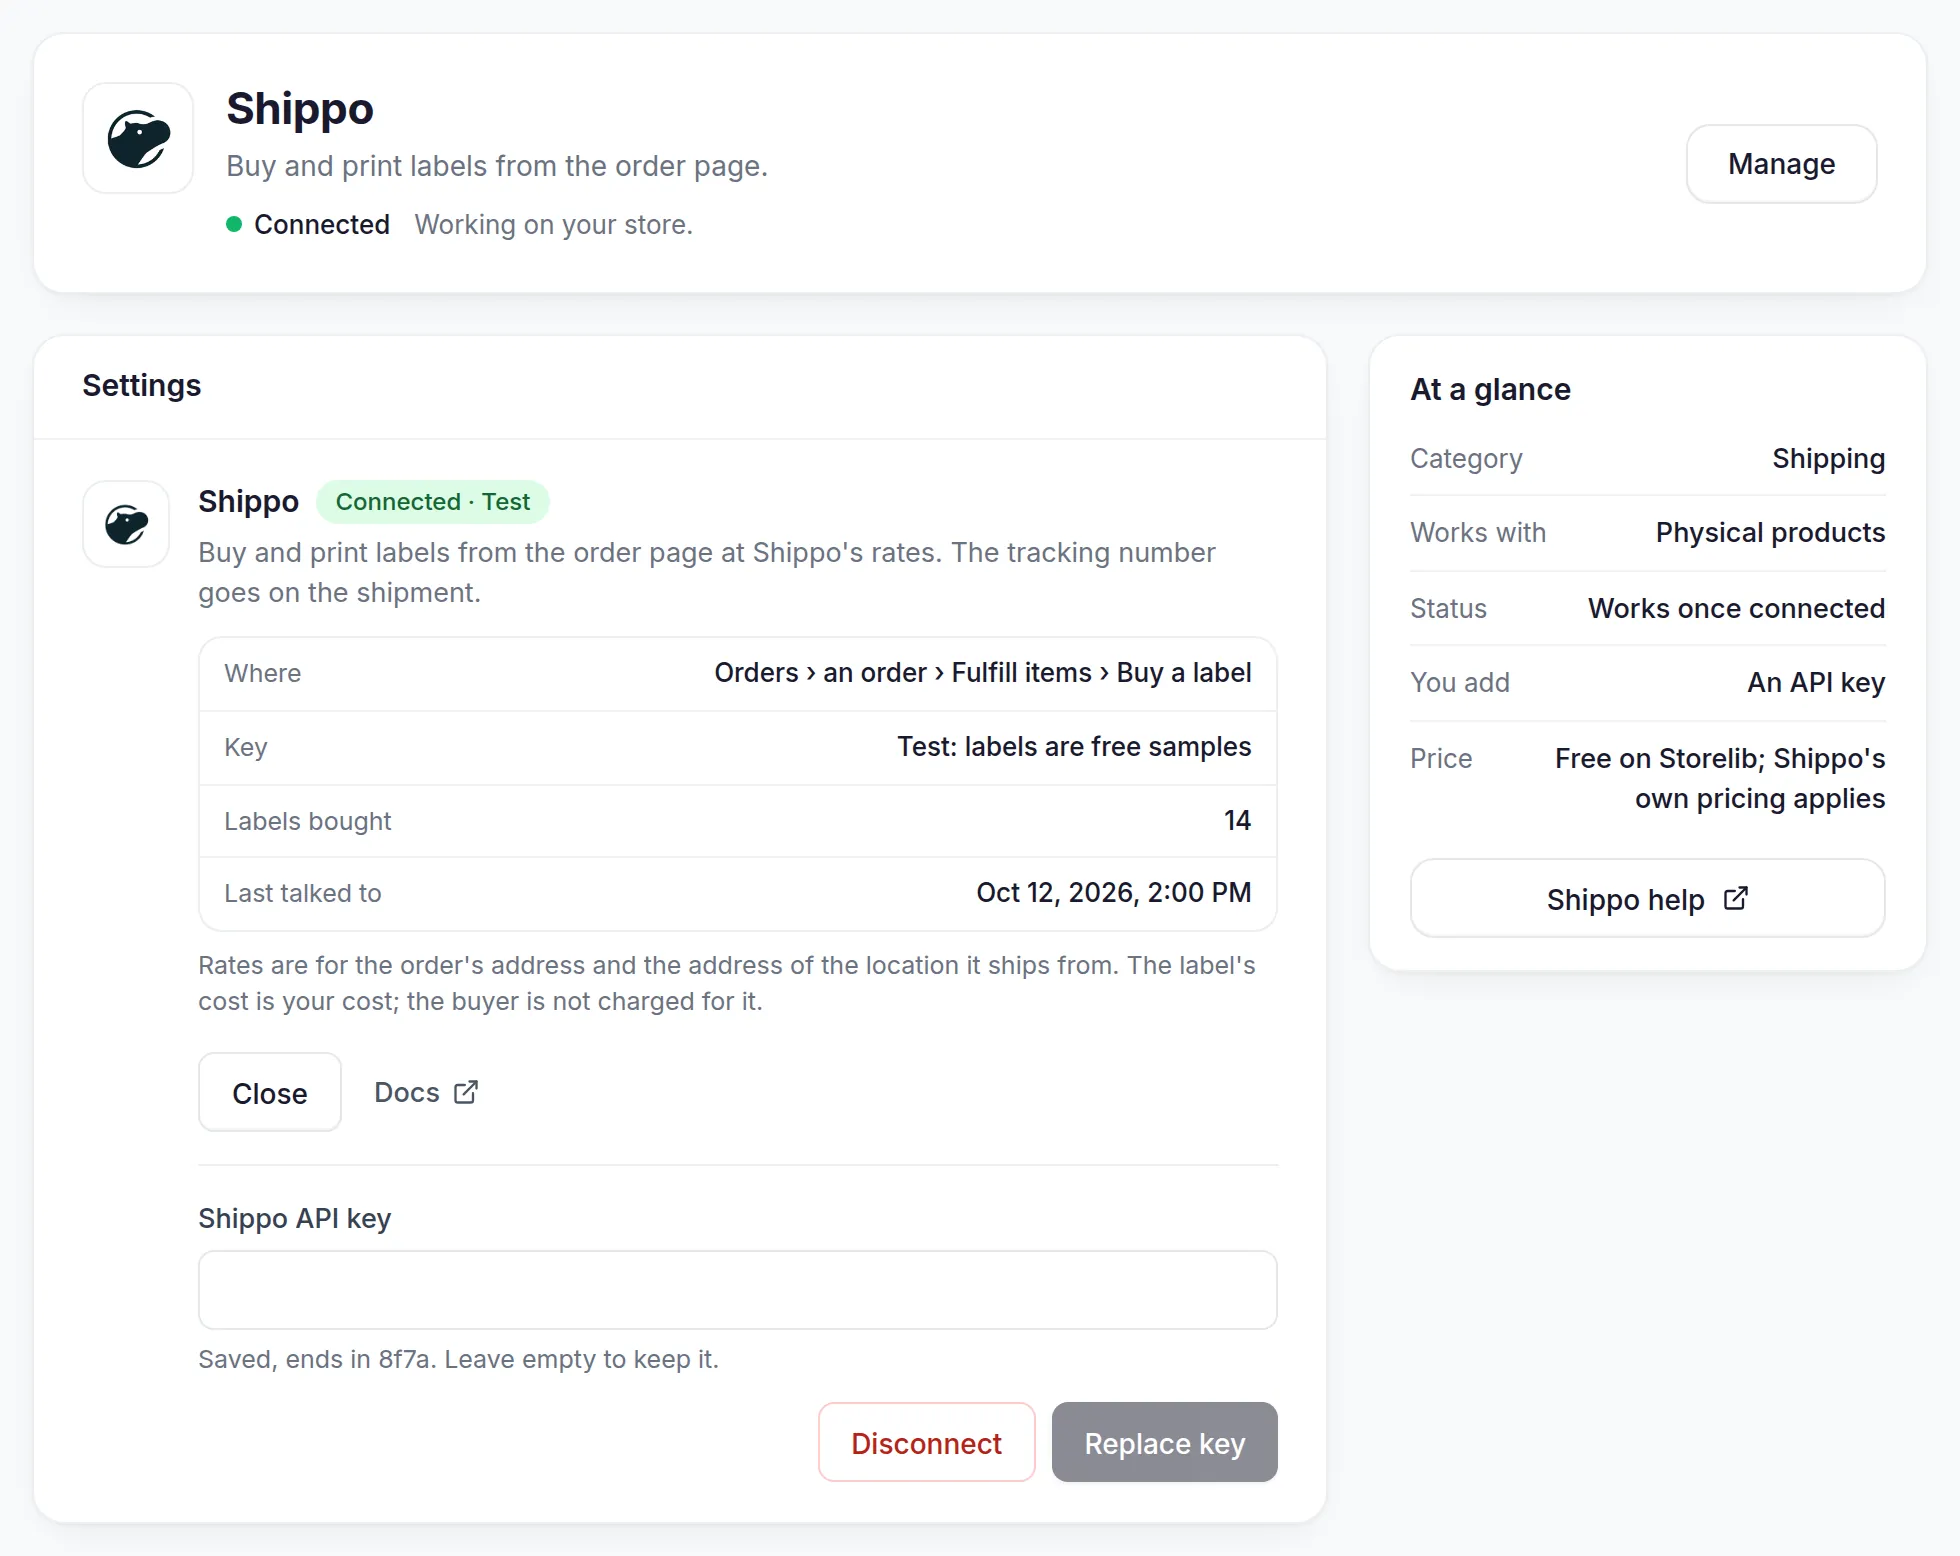 Shippo
Buy and print labels from the order page.
Connected Working on your store.
Manage
Settings
Shippo Connected · Test
Buy and print labels from the order page at Shippo's rates. The tracking number
goes on the shipment.
Where Orders › an order › Fulfill items › Buy a label
Key Test: labels are free samples
Labels bought 14
Last talked to Oct 12, 2026, 2:00 PM
Rates are for the order's address and the address of the location it ships from. The label's
cost is your cost; the buyer is not charged for it.
Close Docs
Shippo API key
Saved, ends in 8f7a. Leave empty to keep it.
Disconnect Replace key
At a glance
Category Shipping
Works with Physical products
Status Works once connected
You add An API key
Price Free on Storelib; Shippo's
own pricing applies
Shippo help